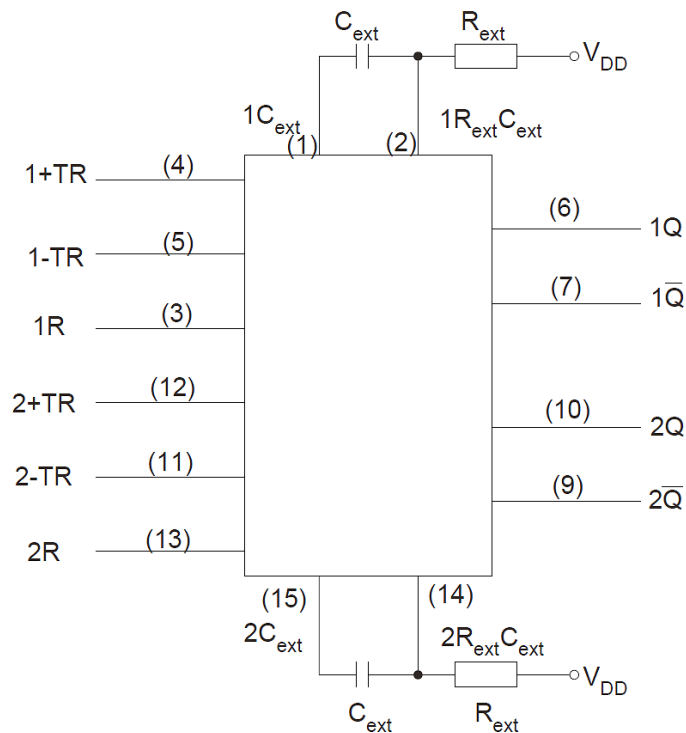 Cext Rext
VDD
1Cext 1RextCext
(1) (2)
1+TR (4)
(6) 1Q
1-TR (5)
(7) 1Q̅
1R (3)
2+TR (12)
(10) 2Q
2-TR (11)
(9) 2Q̅
2R (13)
(15) (14)
2Cext 2RextCext
VDD
Cext Rext